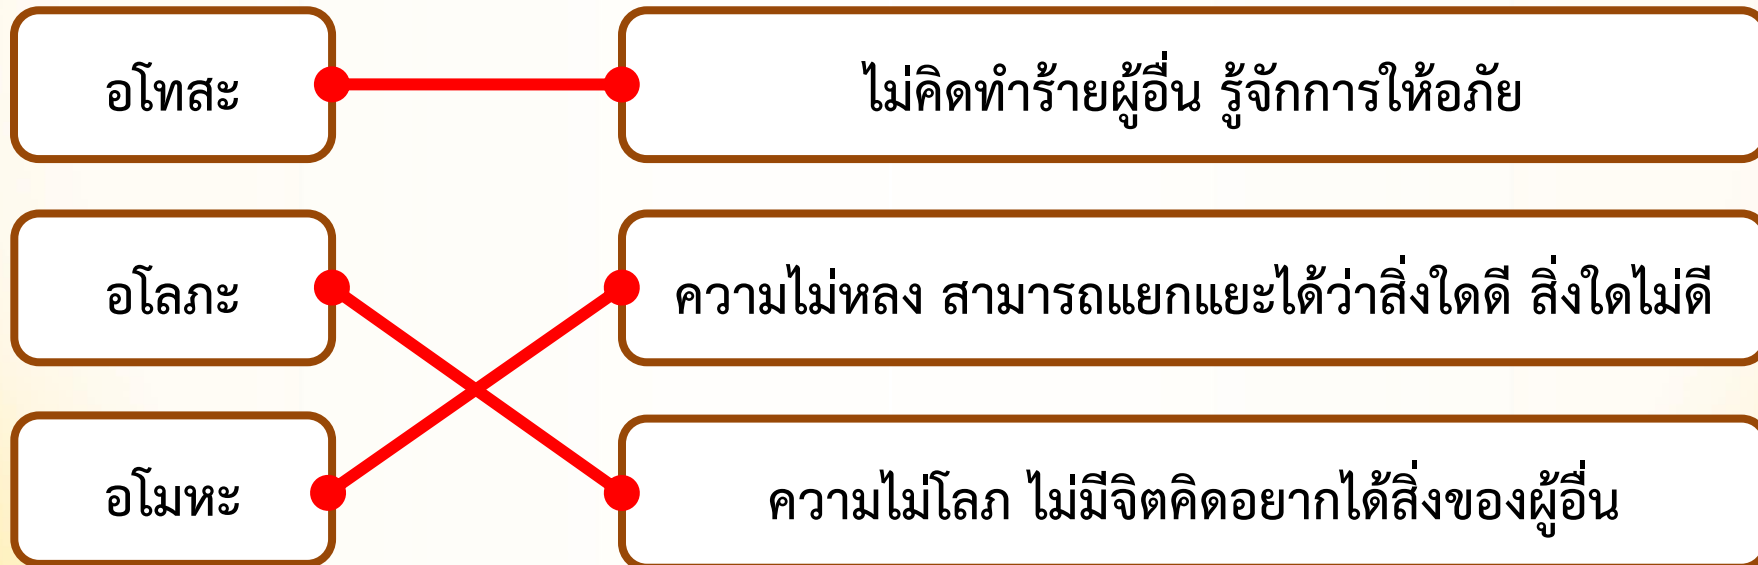 อโทสะ
ไม่คิดทำร้ายผู้อื่น รู้จักการให้อภัย
อโลภะ
ความไม่หลง สามารถแยกแยะได้ว่าสิ่งใดดี สิ่งใดไม่ดี
อโมหะ
ความไม่โลภ ไม่มีจิตคิดอยากได้สิ่งของผู้อื่น